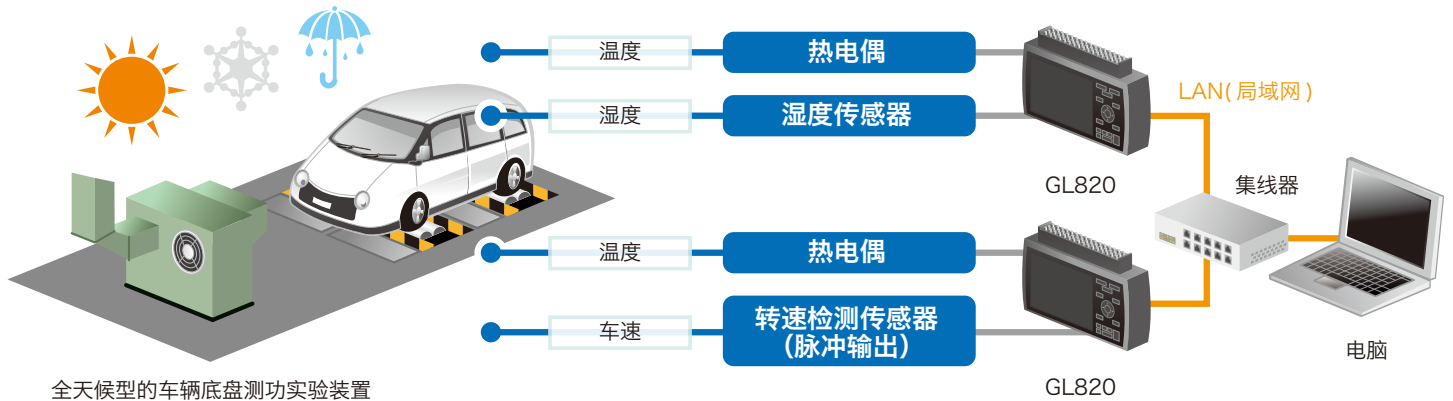 温度
热电偶
湿度
湿度传感器
LAN(局域网)
GL820
集线器
温度
热电偶
车速
转速检测传感器
（脉冲输出）
电脑
全天候型的车辆底盘测功实验装置
GL820